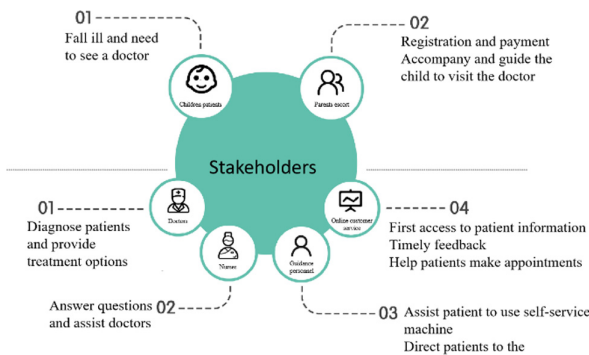 01
Fall ill and need
to see a doctor
02
Registration and payment
Accompany and guide the
child to visit the doctor
Children patients
Parents escort
Stakeholders
01
Diagnose patients
and provide
treatment options
Doctors
Nurses
Guidance
personnel
Online customer
service
04
First access to patient information
Timely feedback
Help patients make appointments
Answer questions
and assist doctors
02
03
Assist patient to use self-service
machine
Direct patients to the